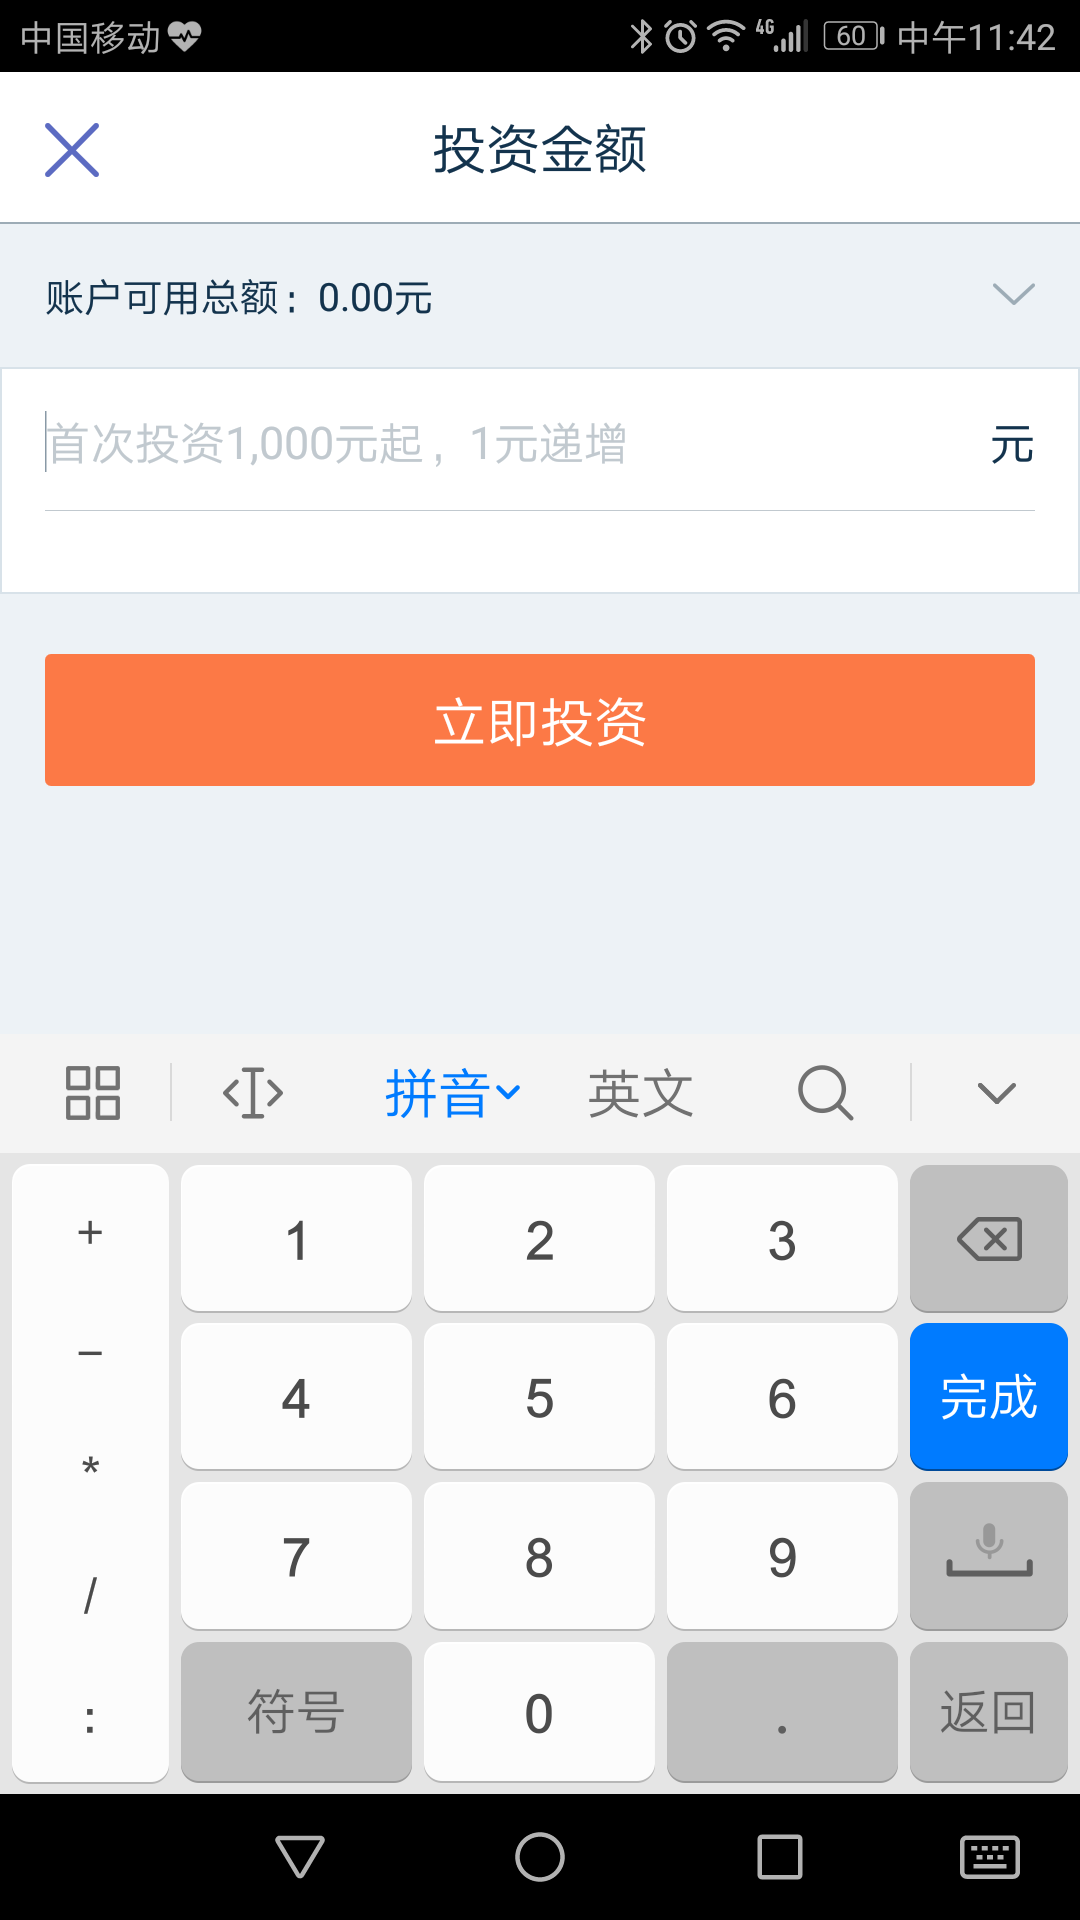 中国移动 4G 60 中午11:42
投资金额
账户可用总额：0.00元
首次投资1,000元起，1元递增 元
立即投资
拼音 英文
+ 1 2 3
− 4 5 6 完成
* 7 8 9
/
: 符号 0 . 返回